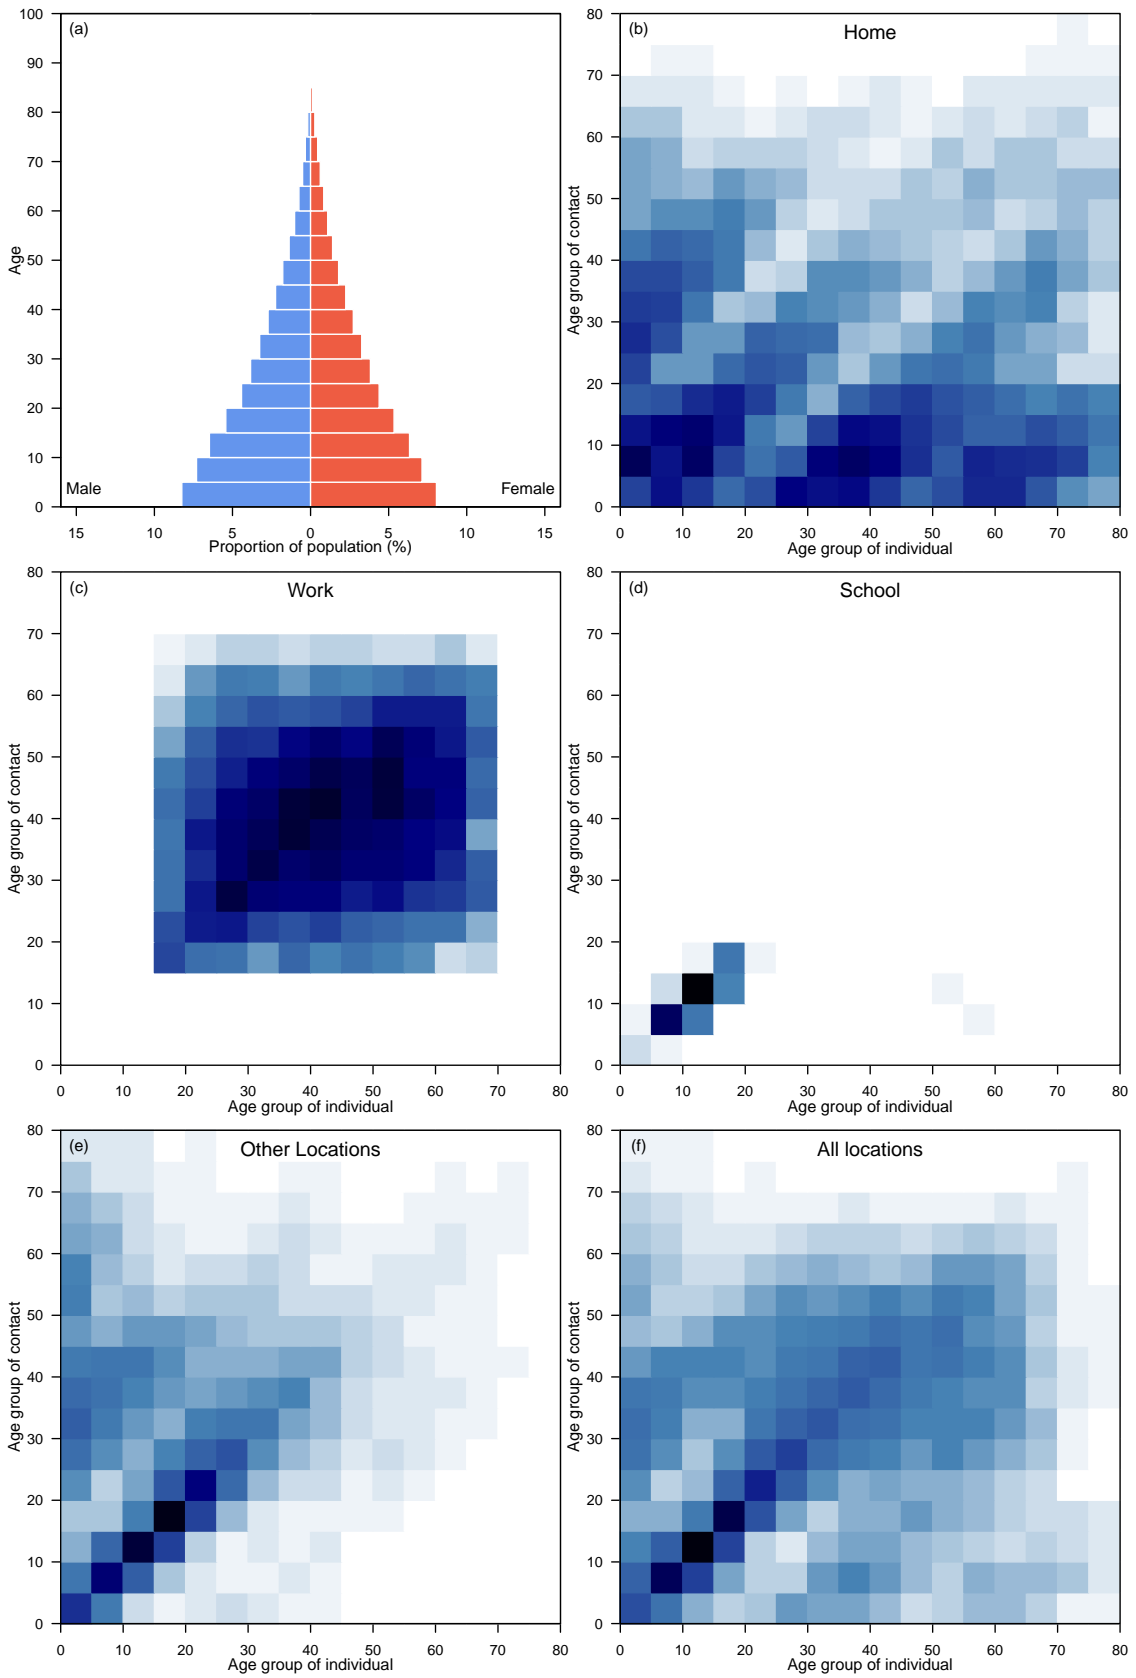 (a)
100
90
80
70
60
50
40
30
20
10
0
Age
Male
Female
15 10 5 0 5 10 15
Proportion of population (%)
(b)
Home
80
70
60
50
40
30
20
10
0
Age group of contact
0 10 20 30 40 50 60 70 80
Age group of individual
(c)
Work
80
70
60
50
40
30
20
10
0
Age group of contact
0 10 20 30 40 50 60 70 80
Age group of individual
(d)
School
80
70
60
50
40
30
20
10
0
Age group of contact
0 10 20 30 40 50 60 70 80
Age group of individual
(e)
Other Locations
80
70
60
50
40
30
20
10
0
Age group of contact
0 10 20 30 40 50 60 70 80
Age group of individual
(f)
All locations
80
70
60
50
40
30
20
10
0
Age group of contact
0 10 20 30 40 50 60 70 80
Age group of individual